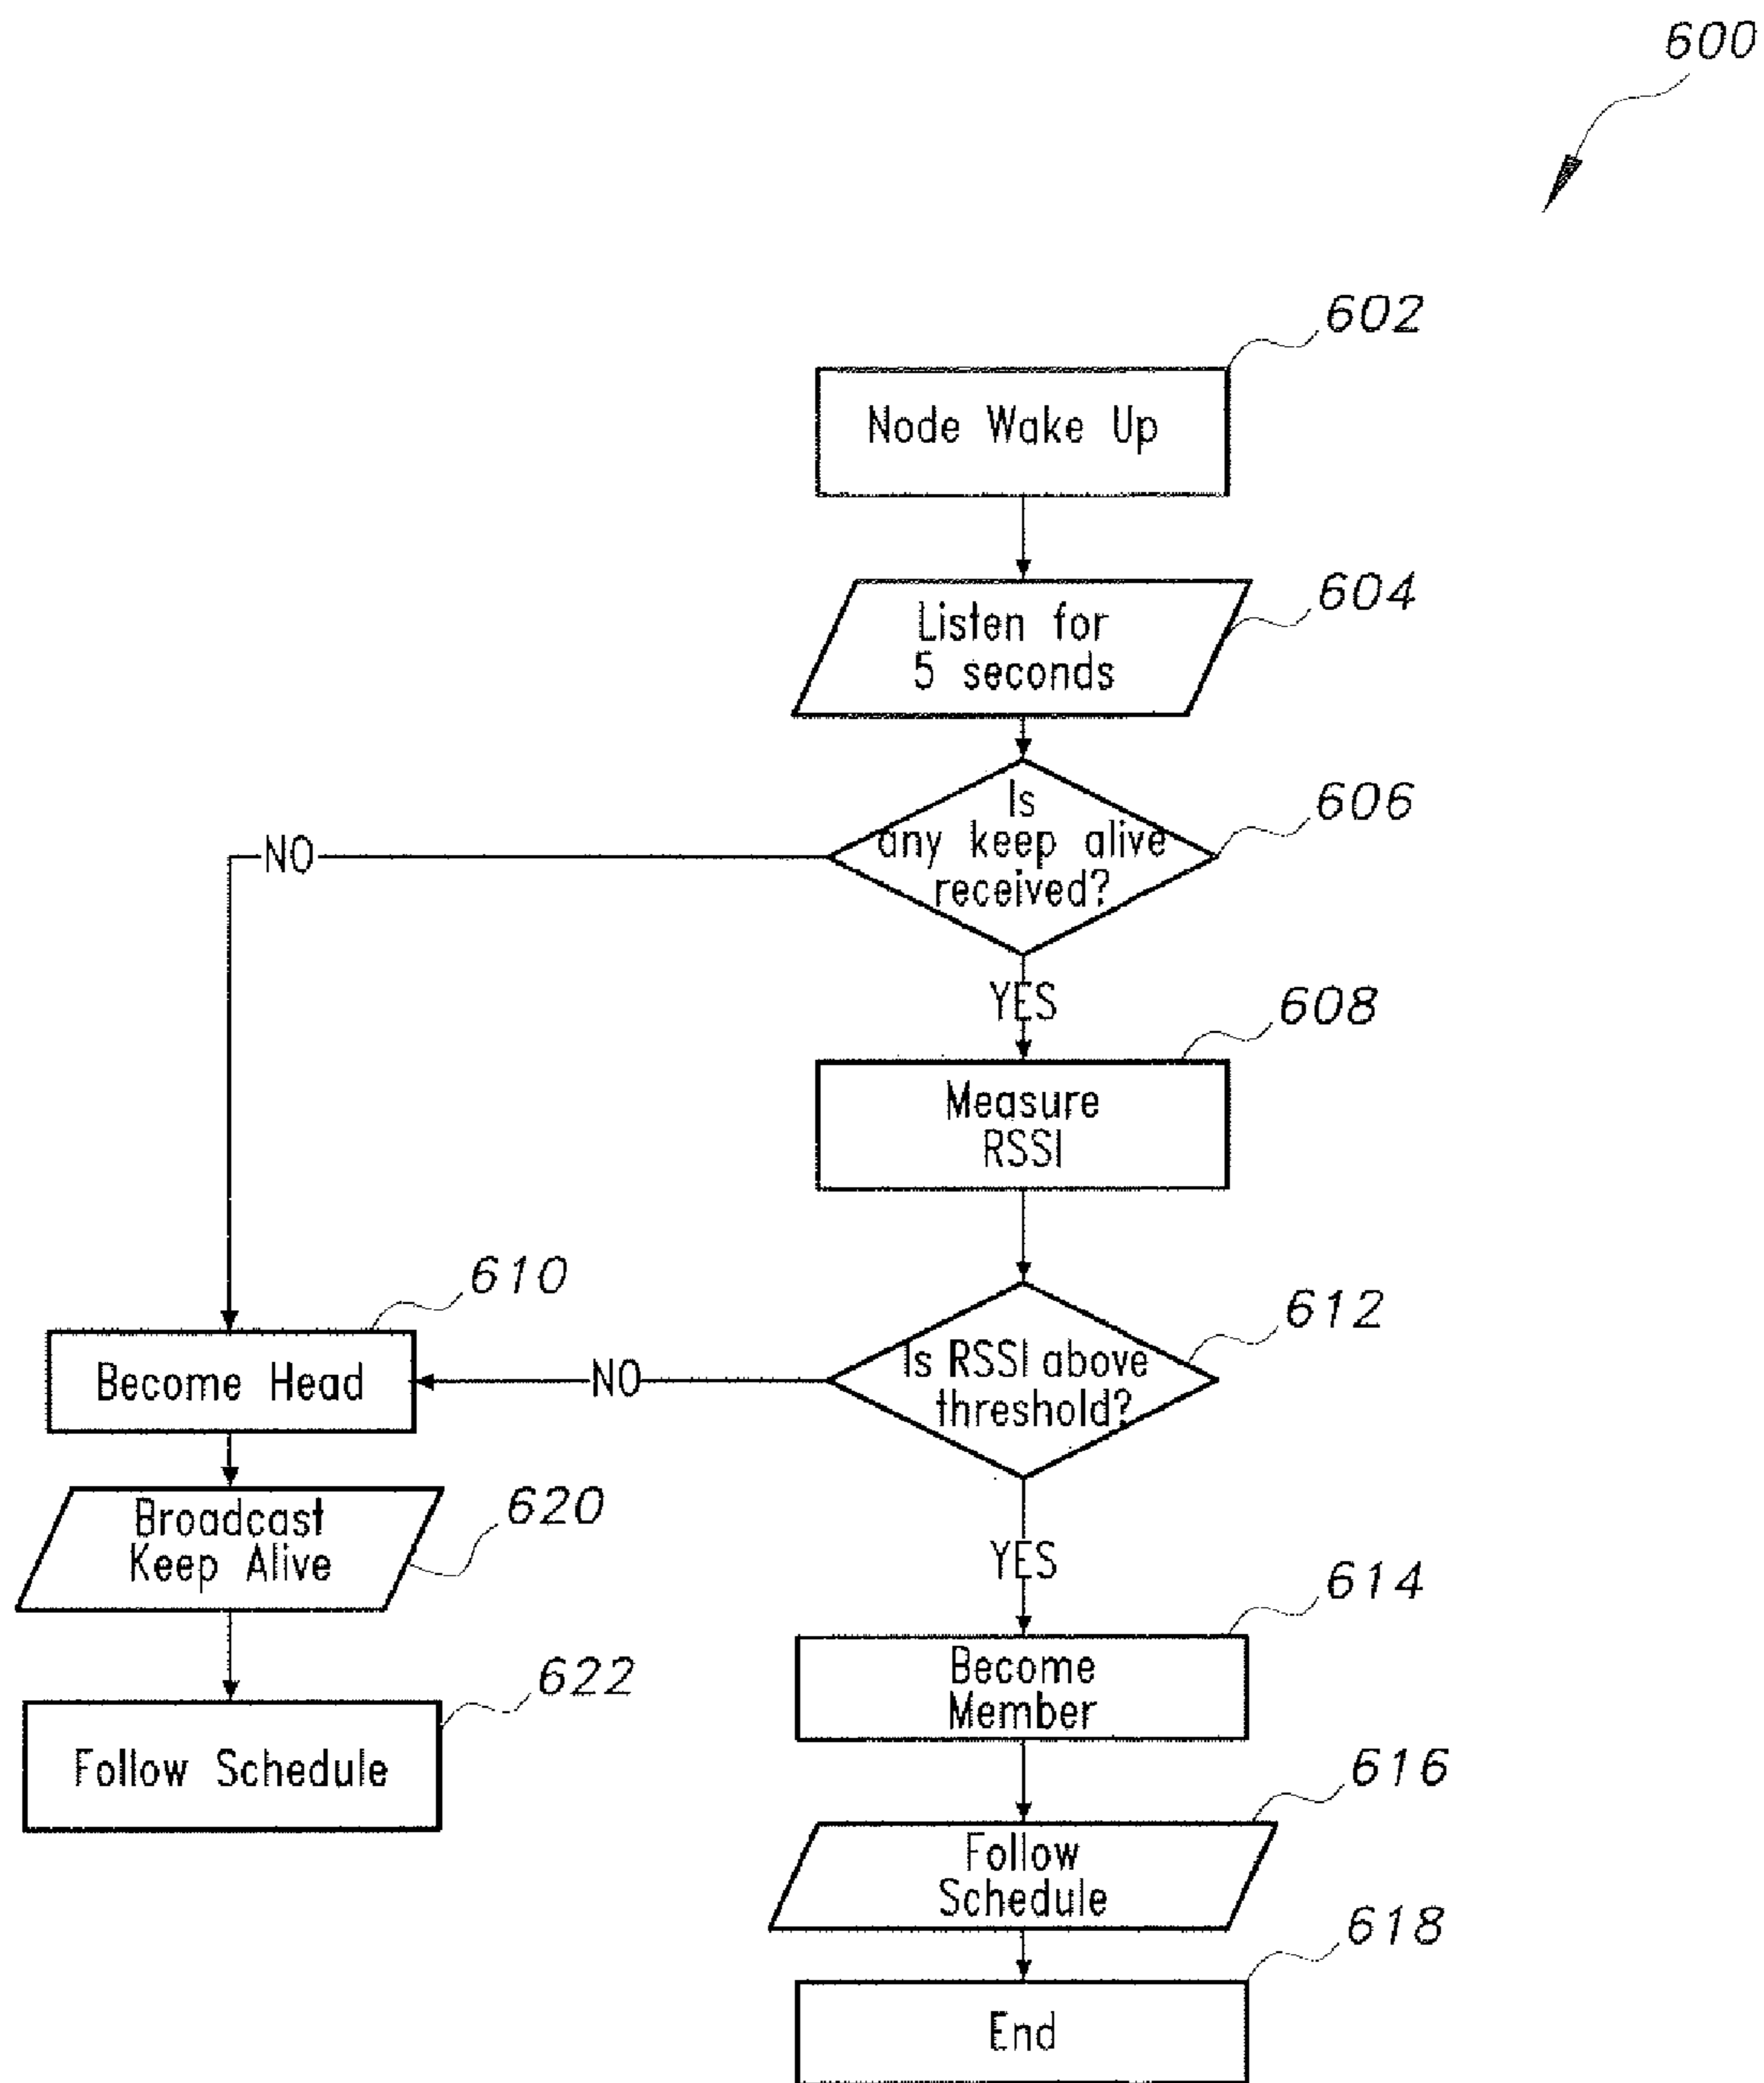 600
602
Node Wake Up
604
Listen for
5 seconds
606
Is
any keep alive
received?
NO
YES
608
Measure
RSSI
610
Become Head
612
Is RSSI above
threshold?
NO
YES
620
Broadcast
Keep Alive
614
Become
Member
622
Follow Schedule
616
Follow
Schedule
618
End